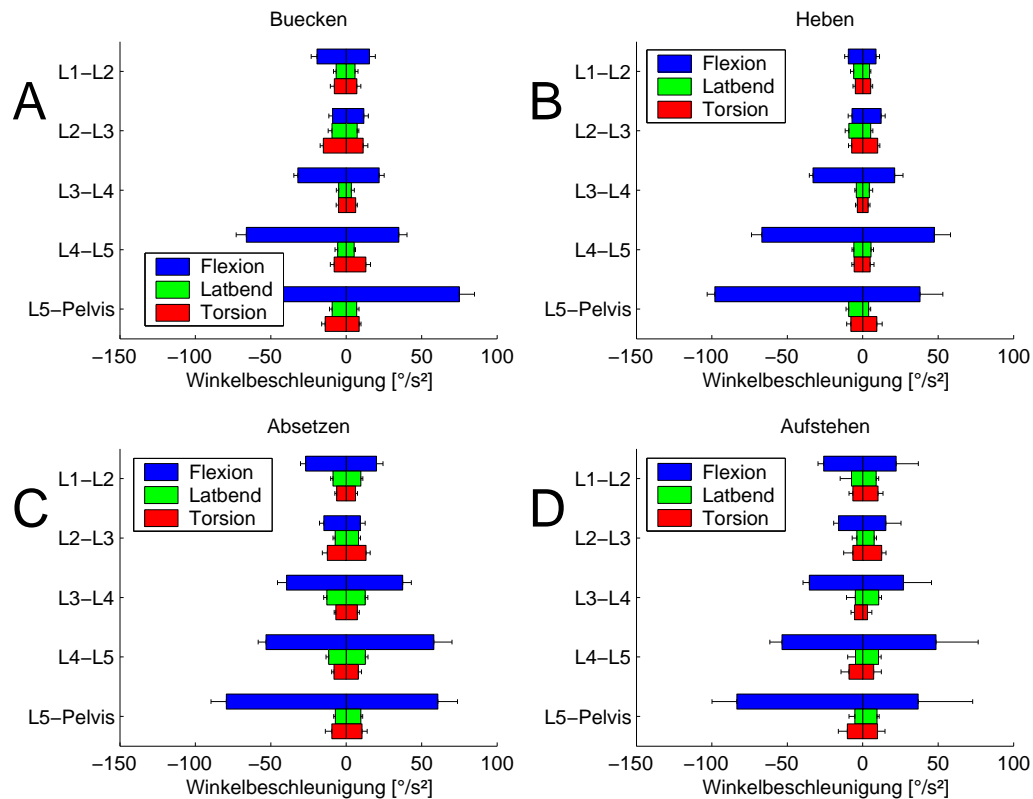 Buecken
A
L1−L2
L2−L3
L3−L4
L4−L5
L5−Pelvis
Flexion
Latbend
Torsion
−150 −100 −50 0 50 100
Winkelbeschleunigung [°/s²]
Heben
B
L1−L2
L2−L3
L3−L4
L4−L5
L5−Pelvis
Flexion
Latbend
Torsion
−150 −100 −50 0 50 100
Winkelbeschleunigung [°/s²]
Absetzen
C
L1−L2
L2−L3
L3−L4
L4−L5
L5−Pelvis
Flexion
Latbend
Torsion
−150 −100 −50 0 50 100
Winkelbeschleunigung [°/s²]
Aufstehen
D
L1−L2
L2−L3
L3−L4
L4−L5
L5−Pelvis
Flexion
Latbend
Torsion
−150 −100 −50 0 50 100
Winkelbeschleunigung [°/s²]